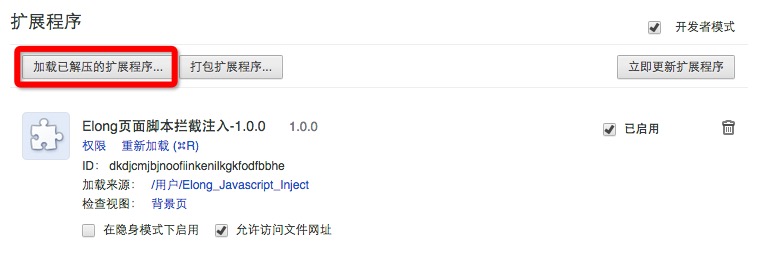 扩展程序
开发者模式
加载已解压的扩展程序... 打包扩展程序... 立即更新扩展程序
Elong页面脚本拦截注入-1.0.0 1.0.0
已启用
权限 重新加载 (⌘R)
ID: dkdjcmjbjnoofiinkenilkgkfodfbbhe
加载来源: /用户/Elong_Javascript_Inject
检查视图: 背景页
在隐身模式下启用 允许访问文件网址